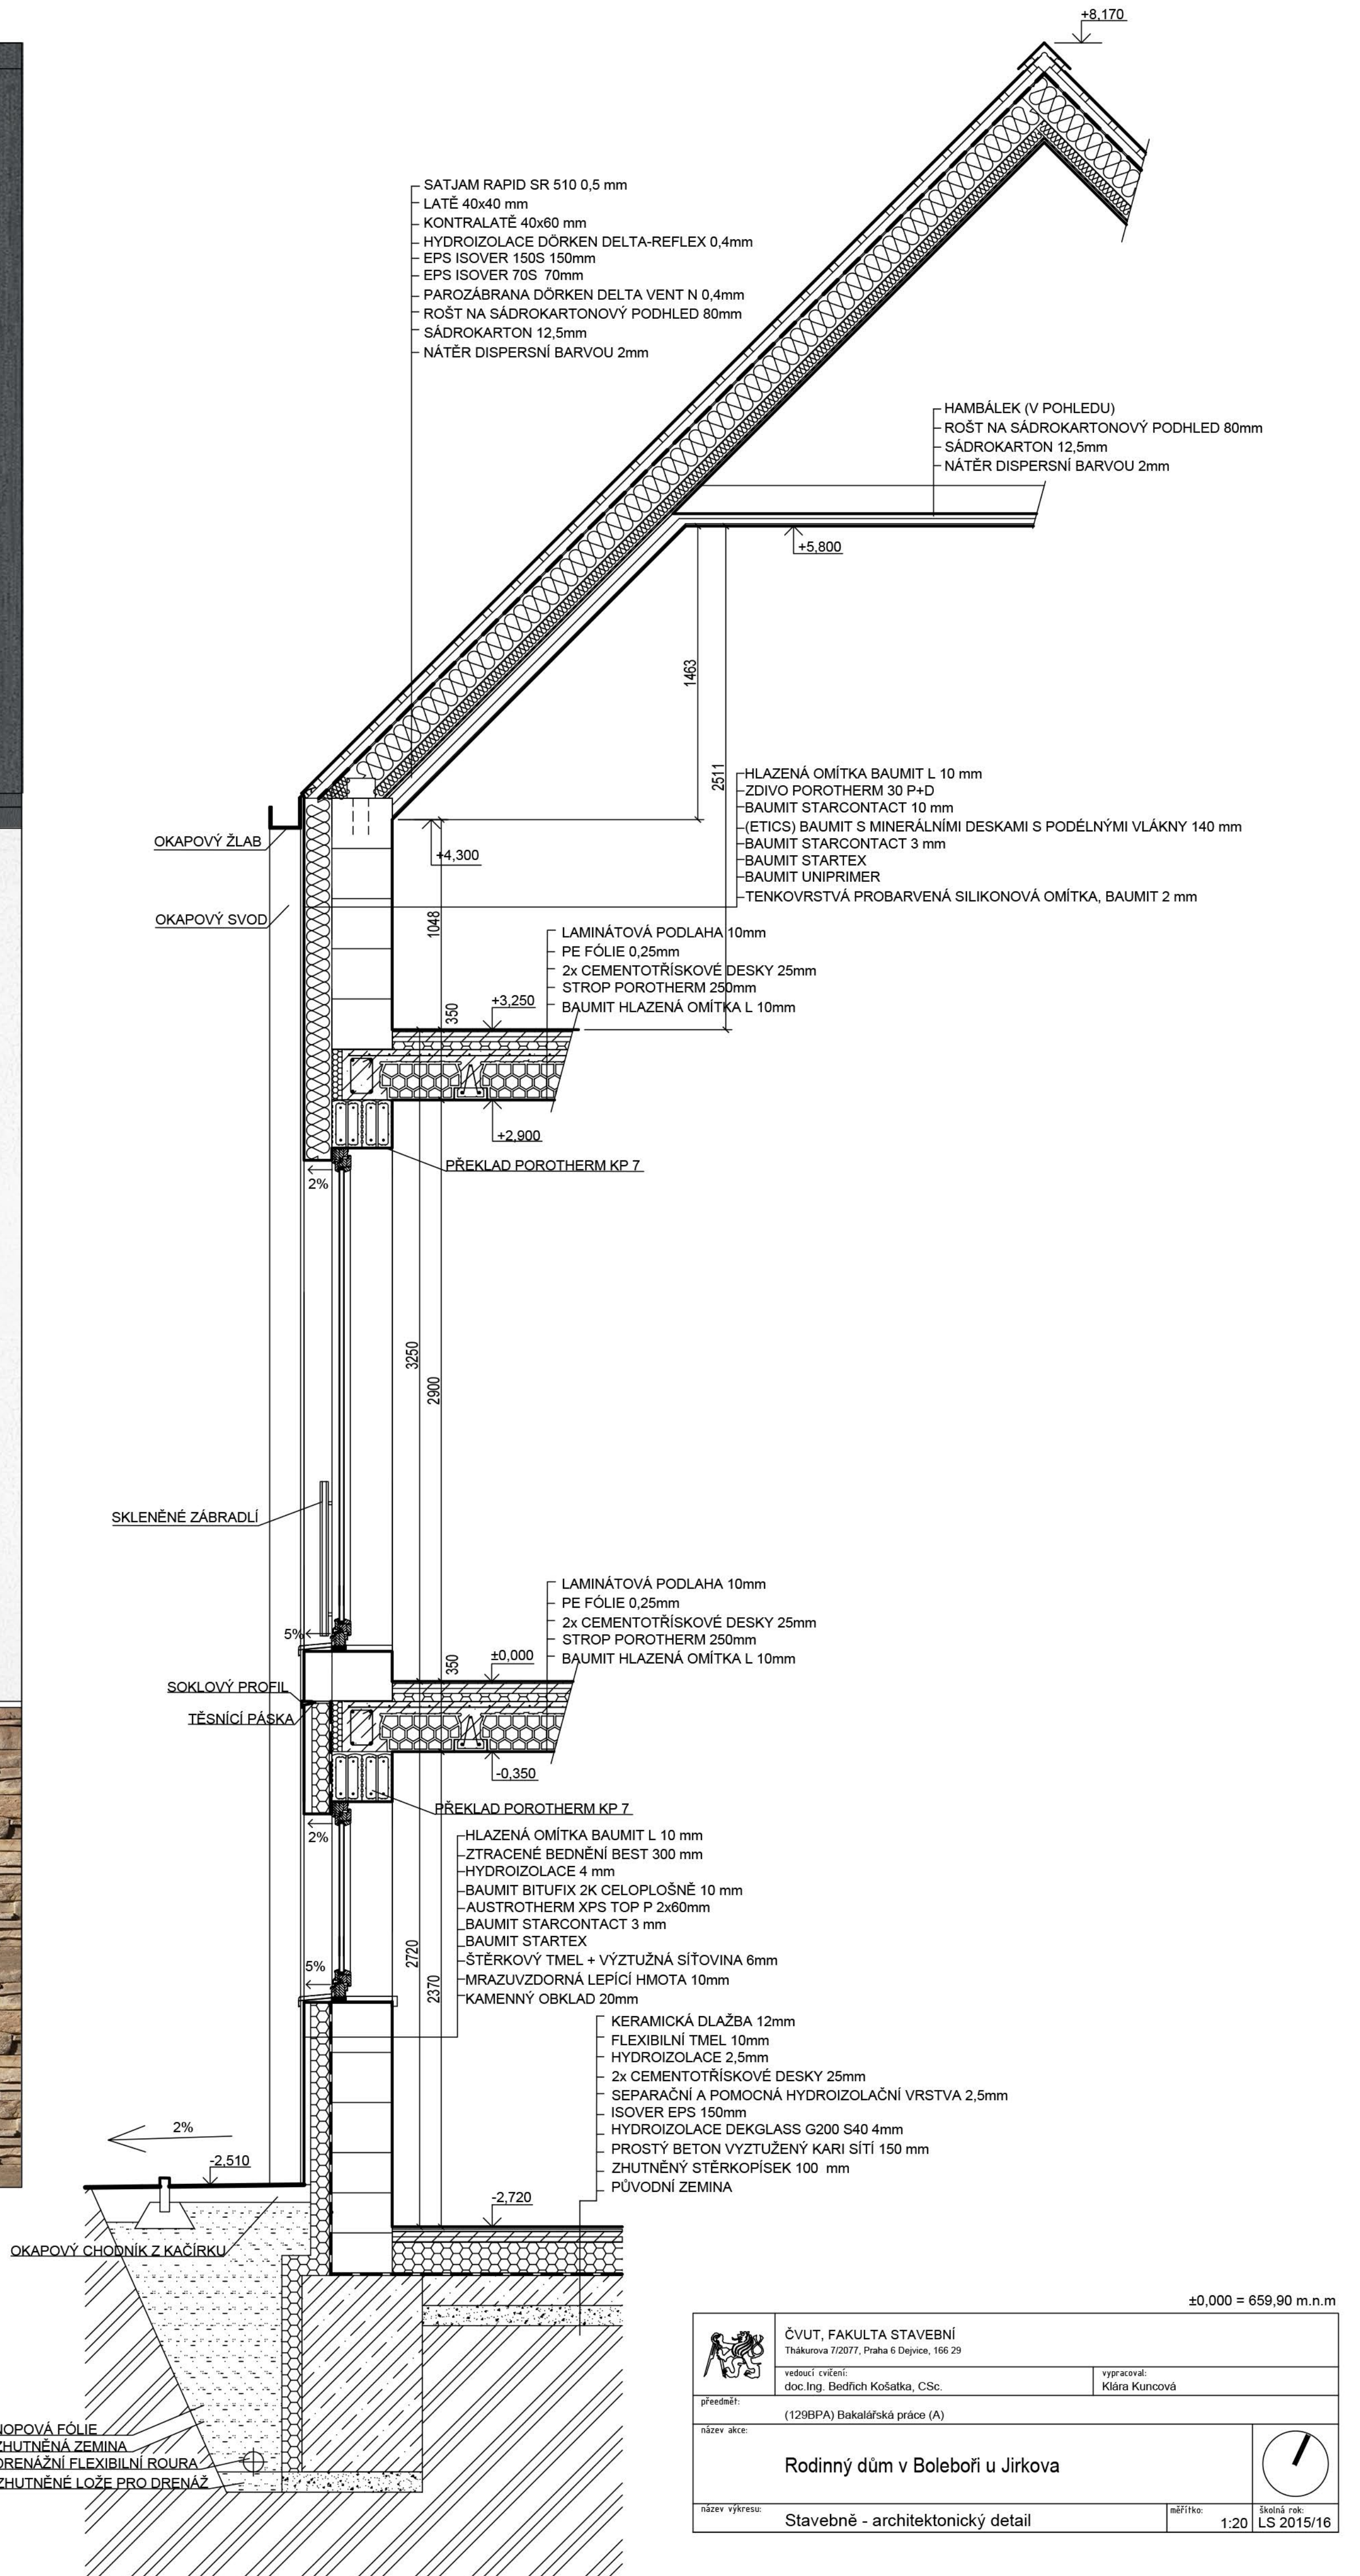 +8,170
SATJAM RAPID SR 510 0,5 mm
LATĚ 40x40 mm
KONTRALATĚ 40x60 mm
HYDROIZOLACE DÖRKEN DELTA-REFLEX 0,4mm
EPS ISOVER 150S 150mm
EPS ISOVER 70S 70mm
PAROZÁBRANA DÖRKEN DELTA VENT N 0,4mm
ROŠT NA SÁDROKARTONOVÝ PODHLED 80mm
SÁDROKARTON 12,5mm
NÁTĚR DISPERSNÍ BARVOU 2mm
HAMBÁLEK (V POHLEDU)
ROŠT NA SÁDROKARTONOVÝ PODHLED 80mm
SÁDROKARTON 12,5mm
NÁTĚR DISPERSNÍ BARVOU 2mm
+5,800
1463
2511
HLAZENÁ OMÍTKA BAUMIT L 10 mm
ZDIVO POROTHERM 30 P+D
BAUMIT STARCONTACT 10 mm
(ETICS) BAUMIT S MINERÁLNÍMI DESKAMI S PODÉLNÝMI VLÁKNY 140 mm
BAUMIT STARCONTACT 3 mm
BAUMIT STARTEX
BAUMIT UNIPRIMER
TENKOVRSTVÁ PROBARVENÁ SILIKONOVÁ OMÍTKA, BAUMIT 2 mm
OKAPOVÝ ŽLAB
+4,300
OKAPOVÝ SVOD
1048
LAMINÁTOVÁ PODLAHA 10mm
PE FÓLIE 0,25mm
2x CEMENTOTŘÍSKOVÉ DESKY 25mm
STROP POROTHERM 250mm
BAUMIT HLAZENÁ OMÍTKA L 10mm
+3,250
350
+2,900
PŘEKLAD POROTHERM KP 7
2%
3250
2900
SKLENĚNÉ ZÁBRADLÍ
LAMINÁTOVÁ PODLAHA 10mm
PE FÓLIE 0,25mm
2x CEMENTOTŘÍSKOVÉ DESKY 25mm
STROP POROTHERM 250mm
BAUMIT HLAZENÁ OMÍTKA L 10mm
5%
350
±0,000
SOKLOVÝ PROFIL
TĚSNÍCÍ PÁSKA
-0,350
PŘEKLAD POROTHERM KP 7
2%
HLAZENÁ OMÍTKA BAUMIT L 10 mm
ZTRACENÉ BEDNĚNÍ BEST 300 mm
HYDROIZOLACE 4 mm
BAUMIT BITUFIX 2K CELOPLOŠNĚ 10 mm
AUSTROTHERM XPS TOP P 2x60mm
BAUMIT STARCONTACT 3 mm
BAUMIT STARTEX
ŠTĚRKOVÝ TMEL + VÝZTUŽNÁ SÍŤOVINA 6mm
MRAZUVZDORNÁ LEPÍCÍ HMOTA 10mm
KAMENNÝ OBKLAD 20mm
5%
2720
2370
KERAMICKÁ DLAŽBA 12mm
FLEXIBILNÍ TMEL 10mm
HYDROIZOLACE 2,5mm
2x CEMENTOTŘÍSKOVÉ DESKY 25mm
SEPARAČNÍ A POMOCNÁ HYDROIZOLAČNÍ VRSTVA 2,5mm
ISOVER EPS 150mm
HYDROIZOLACE DEKGLASS G200 S40 4mm
PROSTÝ BETON VYZTUŽENÝ KARI SÍTÍ 150 mm
ZHUTNĚNÝ STĚRKOPÍSEK 100 mm
PŮVODNÍ ZEMINA
2%
-2,510
-2,720
OKAPOVÝ CHODNÍK Z KAČÍRKU
NOPOVÁ FÓLIE
ZHUTNĚNÁ ZEMINA
DRENÁŽNÍ FLEXIBILNÍ ROURA
ZHUTNĚNÉ LOŽE PRO DRENÁŽ
±0,000 = 659,90 m.n.m
ČVUT, FAKULTA STAVEBNÍ
Thákurova 7/2077, Praha 6 Dejvice, 166 29
vedoucí cvičení:
doc.Ing. Bedřich Košatka, CSc.
vypracoval:
Klára Kuncová
přeedmět:
(129BPA) Bakalářská práce (A)
název akce:
Rodinný dům v Boleboři u Jirkova
název výkresu:
Stavebně - architektonický detail
měřítko:
1:20
školná rok:
LS 2015/16